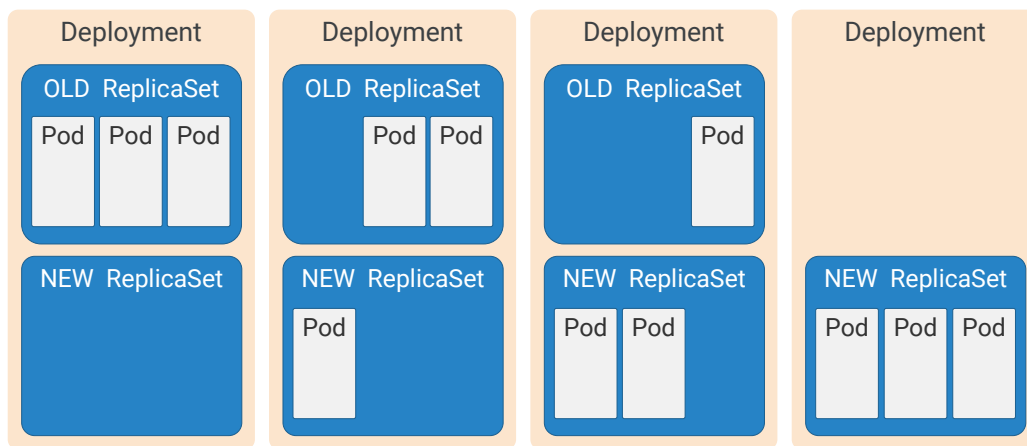 Deployment
OLD ReplicaSet
Pod Pod Pod
NEW ReplicaSet
Deployment
OLD ReplicaSet
Pod Pod
NEW ReplicaSet
Pod
Deployment
OLD ReplicaSet
Pod
NEW ReplicaSet
Pod Pod
Deployment
NEW ReplicaSet
Pod Pod Pod